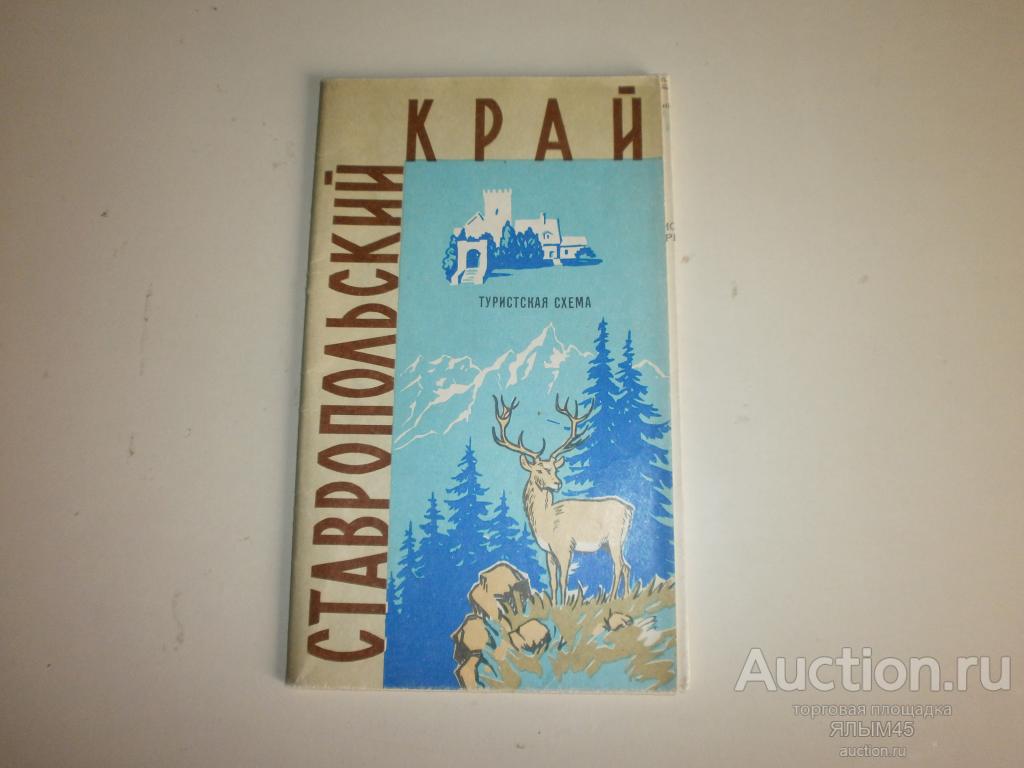 СТАВРОПОЛЬСКИЙ
КРАЙ
ТУРИСТСКАЯ СХЕМА
Auction.ru
торговая площадка
ЯЛЫМ45
auction.ru